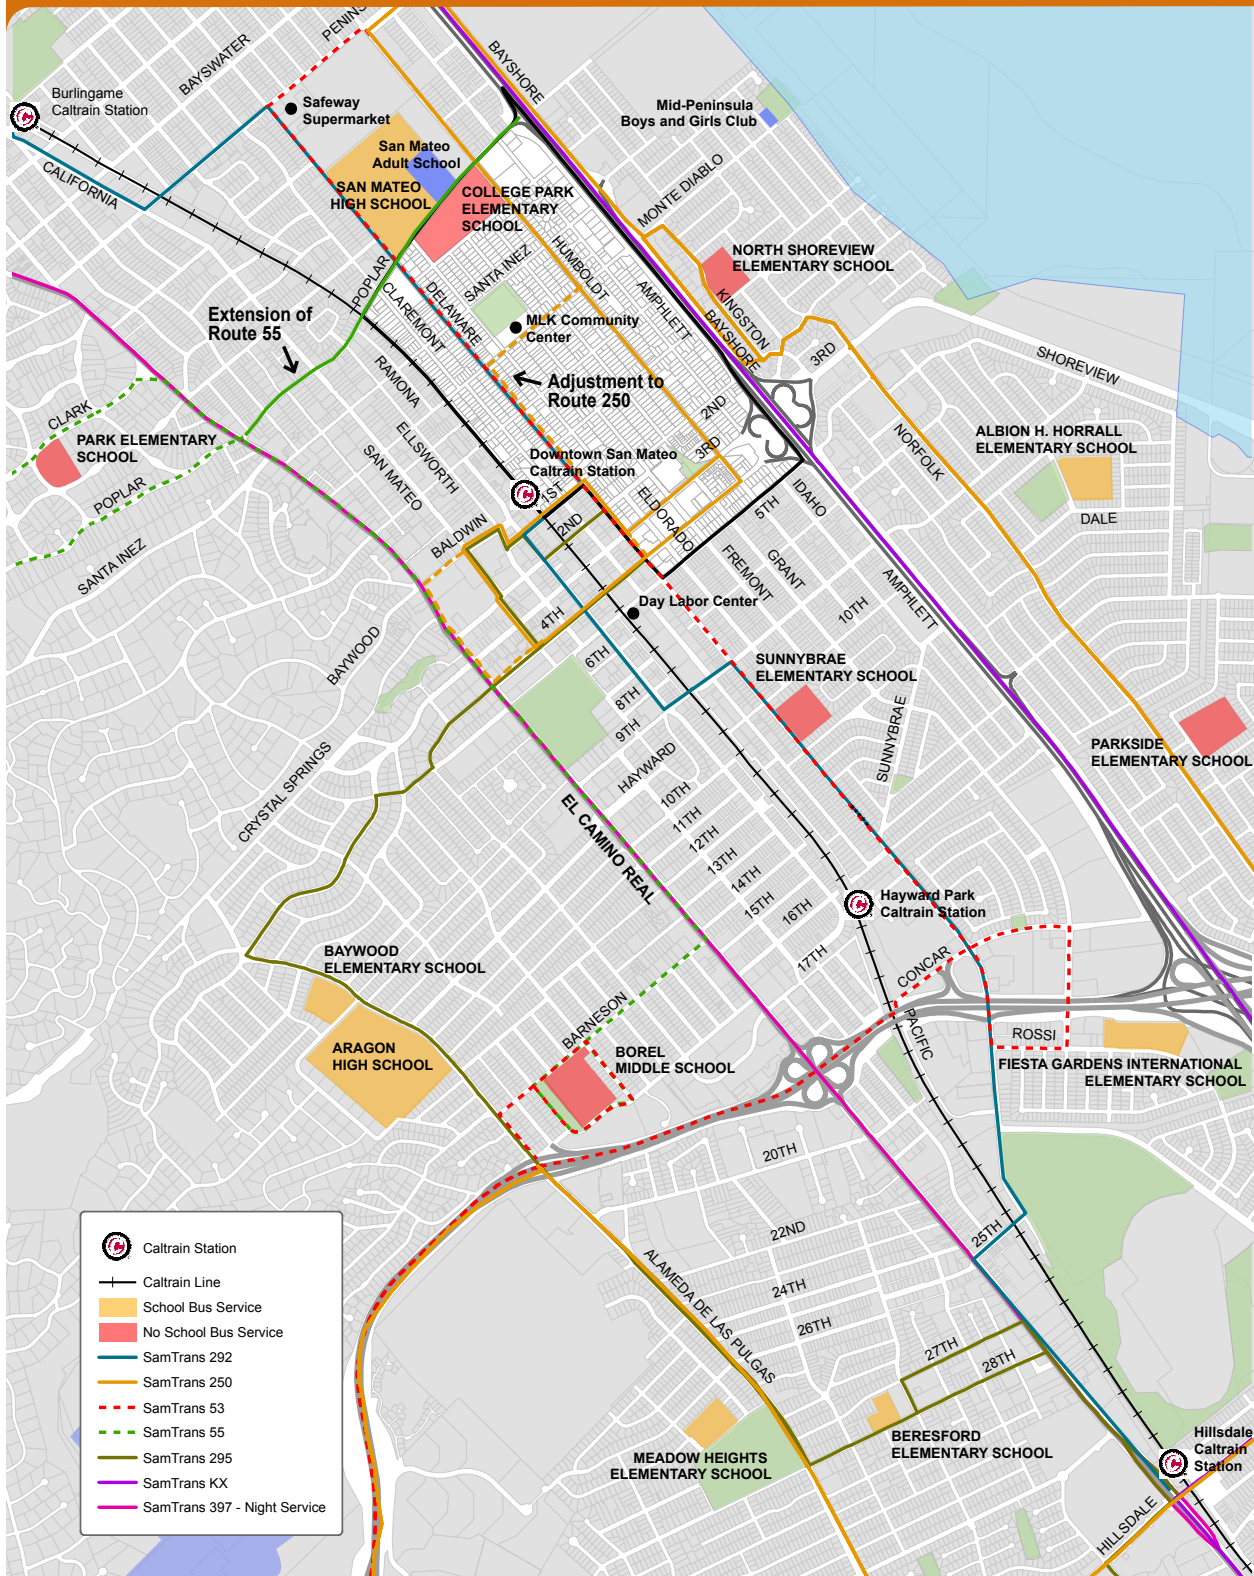 PENINS
BAYSWATER
BAYSHORE
Burlingame
Caltrain Station
Safeway
Supermarket
Mid-Peninsula
Boys and Girls Club
San Mateo
Adult School
CALIFORNIA
SAN MATEO
HIGH SCHOOL
COLLEGE PARK
ELEMENTARY
SCHOOL
MONTE DIABLO
NORTH SHOREVIEW
ELEMENTARY SCHOOL
SANTA INEZ
HUMBOLDT
POPLAR
DELAWARE
CLAREMONT
AMPHLETT
KINGSTON
BAYSHORE
Extension of
Route 55
MLK Community
Center
3RD
SHOREVIEW
RAMONA
Adjustment to
Route 250
2ND
CLARK
PARK ELEMENTARY
SCHOOL
ELLSWORTH
SAN MATEO
3RD
NORFOLK
ALBION H. HORRALL
ELEMENTARY SCHOOL
Downtown San Mateo
Caltrain Station
POPLAR
1ST
2ND
ELDORADO
5TH
IDAHO
DALE
SANTA INEZ
BALDWIN
FREMONT
GRANT
AMPHLETT
Day Labor Center
10TH
4TH
BAYWOOD
6TH
SUNNYBRAE
ELEMENTARY SCHOOL
8TH
9TH
SUNNYBRAE
PARKSIDE
ELEMENTARY SCHOOL
HAYWARD
CRYSTAL SPRINGS
10TH
11TH
12TH
13TH
14TH
15TH
16TH
17TH
EL CAMINO REAL
Hayward Park
Caltrain Station
BAYWOOD
ELEMENTARY SCHOOL
CONCAR
BARNESON
PACIFIC
ROSSI
ARAGON
HIGH SCHOOL
BOREL
MIDDLE SCHOOL
FIESTA GARDENS INTERNATIONAL
ELEMENTARY SCHOOL
20TH
22ND
25TH
24TH
26TH
ALAMEDA DE LAS PULGAS
27TH
28TH
Caltrain Station
Caltrain Line
School Bus Service
No School Bus Service
SamTrans 292
SamTrans 250
SamTrans 53
SamTrans 55
SamTrans 295
SamTrans KX
SamTrans 397 - Night Service
MEADOW HEIGHTS
ELEMENTARY SCHOOL
BERESFORD
ELEMENTARY SCHOOL
Hillsdale
Caltrain
Station
HILLSDALE